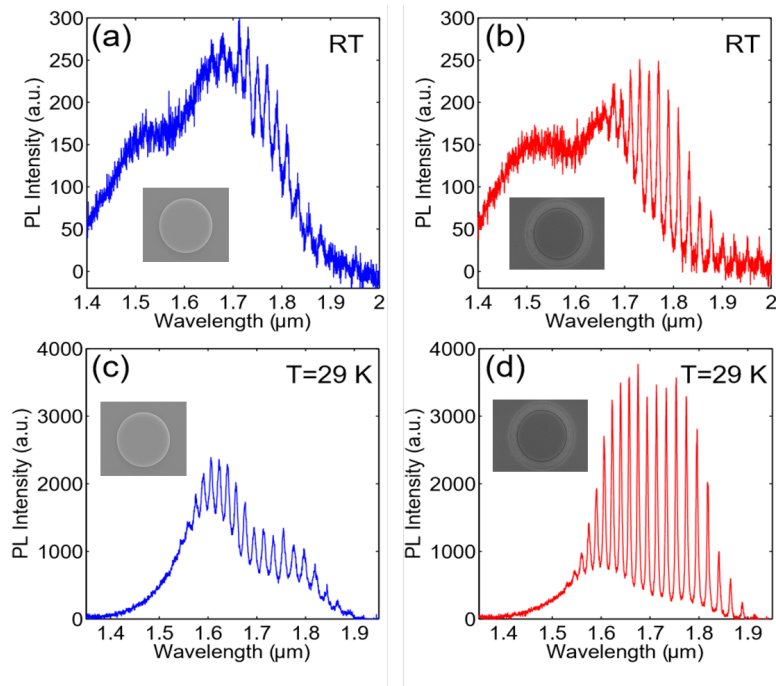 (a) RT
PL Intensity (a.u.)
300
250
200
150
100
50
0
1.4 1.5 1.6 1.7 1.8 1.9 2
Wavelength (µm)
(b) RT
PL Intensity (a.u.)
300
250
200
150
100
50
0
1.4 1.5 1.6 1.7 1.8 1.9 2
Wavelength (µm)
(c) T=29 K
PL Intensity (a.u.)
4000
3000
2000
1000
0
1.4 1.5 1.6 1.7 1.8 1.9
Wavelength (µm)
(d) T=29 K
PL Intensity (a.u.)
4000
3000
2000
1000
0
1.4 1.5 1.6 1.7 1.8 1.9
Wavelength (µm)